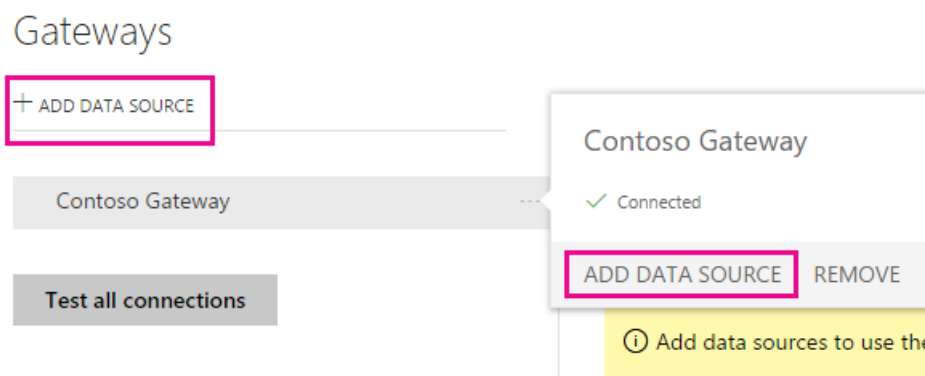 Gateways
+ ADD DATA SOURCE
Contoso Gateway
...
Test all connections
Contoso Gateway
Connected
ADD DATA SOURCE REMOVE
Add data sources to use the